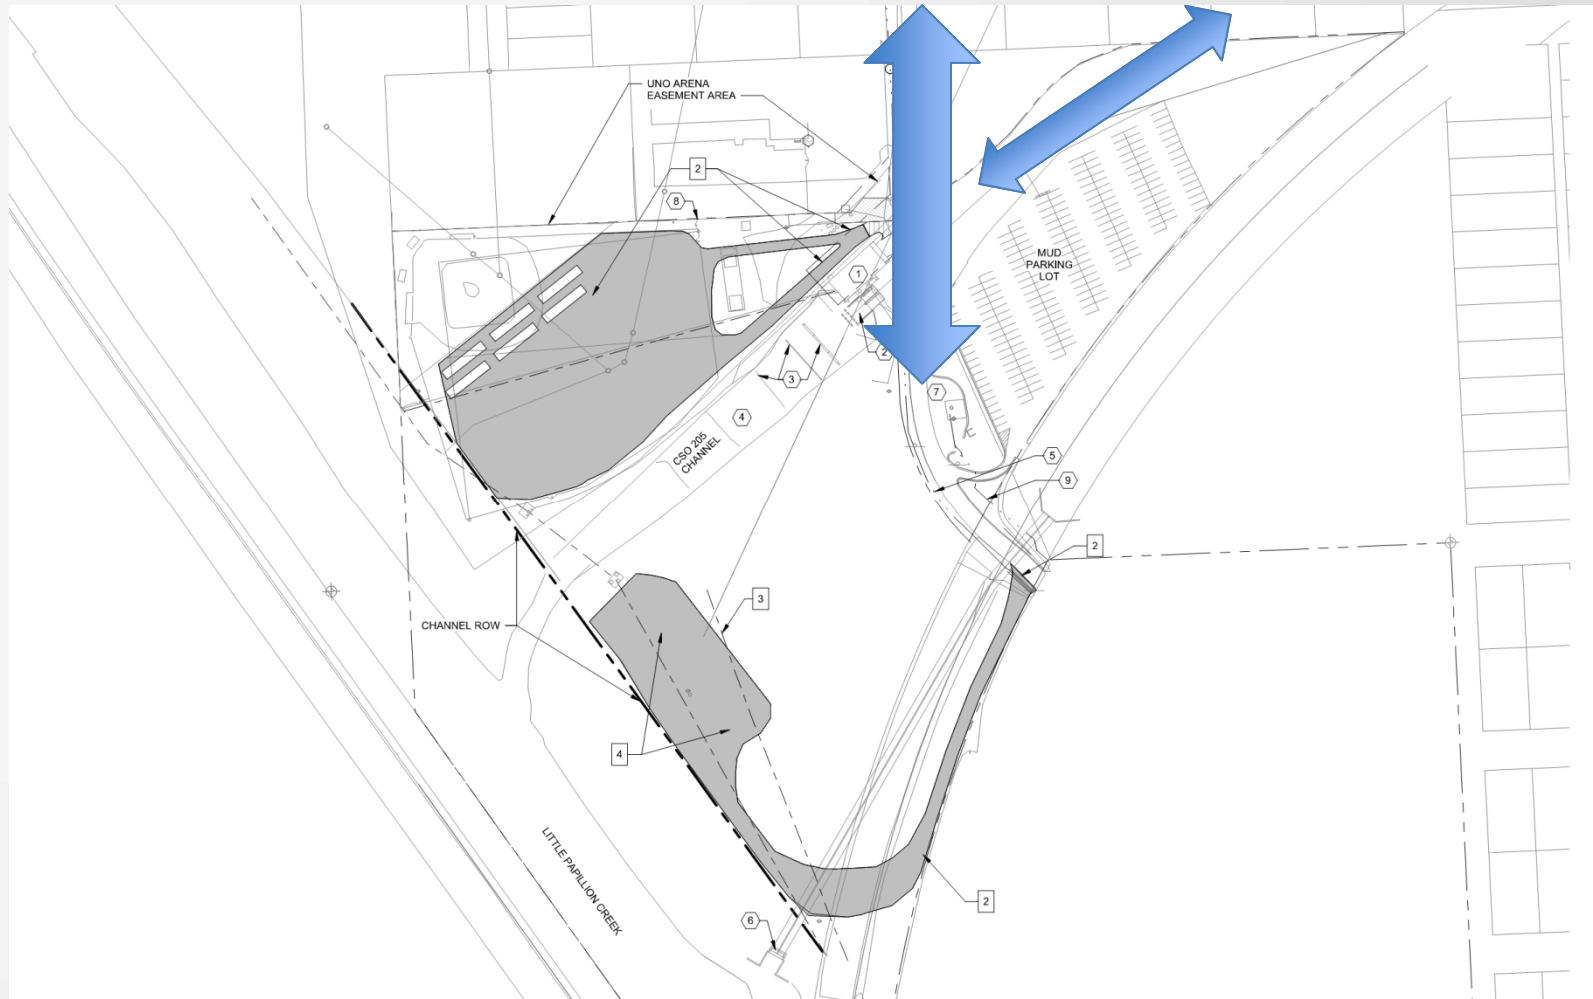 UNO ARENA
EASEMENT AREA
2
8
1
MUD
PARKING
LOT
2
3
7
4
CSO 205
CHANNEL
5
9
2
3
CHANNEL ROW
4
LITTLE PAPILLION CREEK
2
6